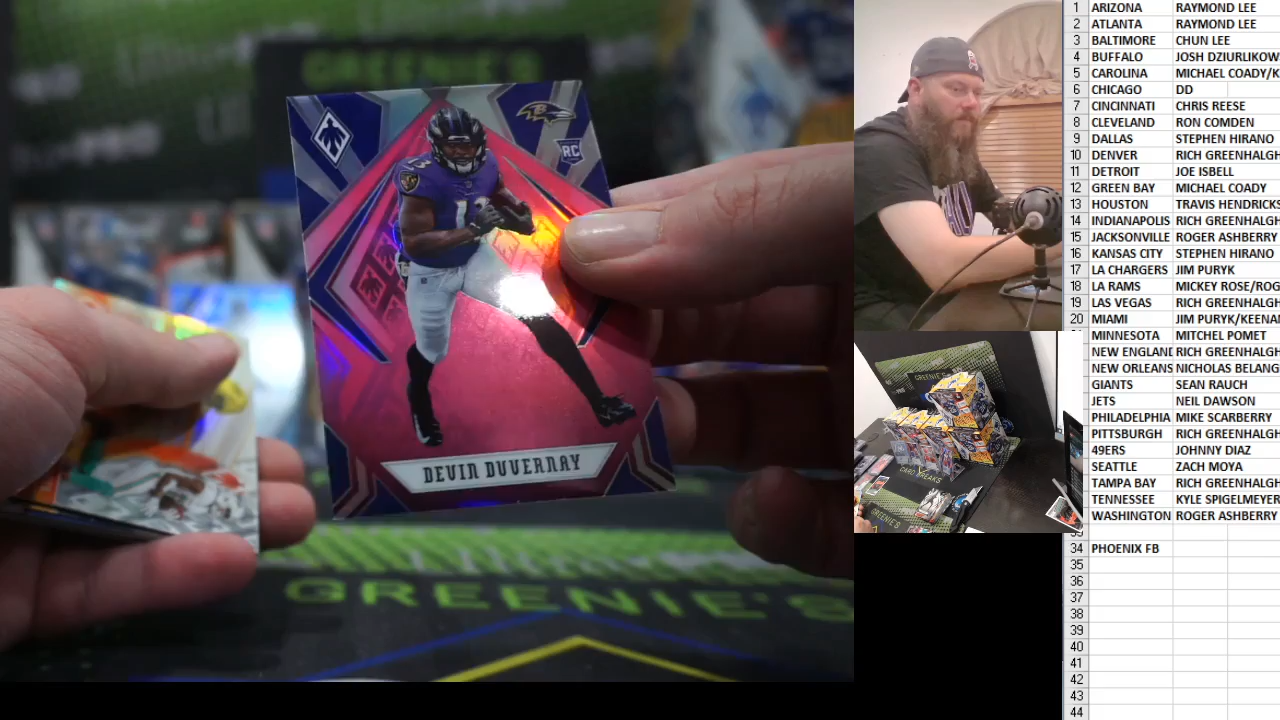 GREENIE'S
RC
13
DEVIN DUVERNAY
GREENIE'S
GREENIE'S
CARD BREAKS
GREENIE'S
1 ARIZONA RAYMOND LEE
2 ATLANTA RAYMOND LEE
3 BALTIMORE CHUN LEE
4 BUFFALO JOSH DZIURLIKOW
5 CAROLINA MICHAEL COADY/K
6 CHICAGO DD
7 CINCINNATI CHRIS REESE
8 CLEVELAND RON COMDEN
9 DALLAS STEPHEN HIRANO
10 DENVER RICH GREENHALGH
11 DETROIT JOE ISBELL
12 GREEN BAY MICHAEL COADY
13 HOUSTON TRAVIS HENDRICKS
14 INDIANAPOLIS RICH GREENHALGH
15 JACKSONVILLE ROGER ASHBERRY
16 KANSAS CITY STEPHEN HIRANO
17 LA CHARGERS JIM PURYK
18 LA RAMS MICKEY ROSE/ROG
19 LAS VEGAS RICH GREENHALGH
20 MIAMI JIM PURYK/KEENAN
MINNESOTA MITCHEL POMET
NEW ENGLAND RICH GREENHALGH
NEW ORLEANS NICHOLAS BELANG
GIANTS SEAN RAUCH
JETS NEIL DAWSON
PHILADELPHIA MIKE SCARBERRY
PITTSBURGH RICH GREENHALGH
49ERS JOHNNY DIAZ
SEATTLE ZACH MOYA
TAMPA BAY RICH GREENHALGH
TENNESSEE KYLE SPIGELMEYER
WASHINGTON ROGER ASHBERRY
34 PHOENIX FB
35
36
37
38
39
40
41
42
43
44